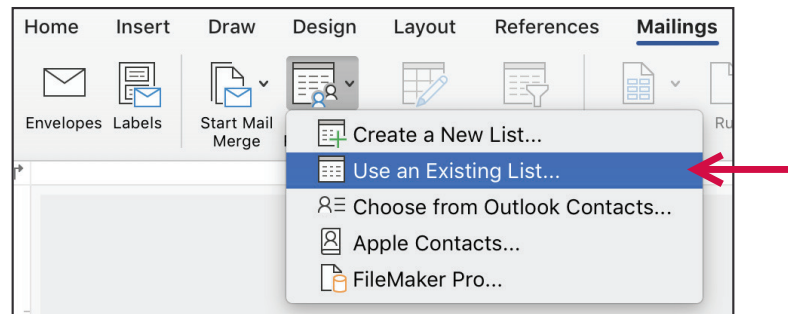 Home Insert Draw Design Layout References Mailings
Envelopes Labels Start Mail
Merge
Create a New List...
Use an Existing List...
Choose from Outlook Contacts...
Apple Contacts...
FileMaker Pro...